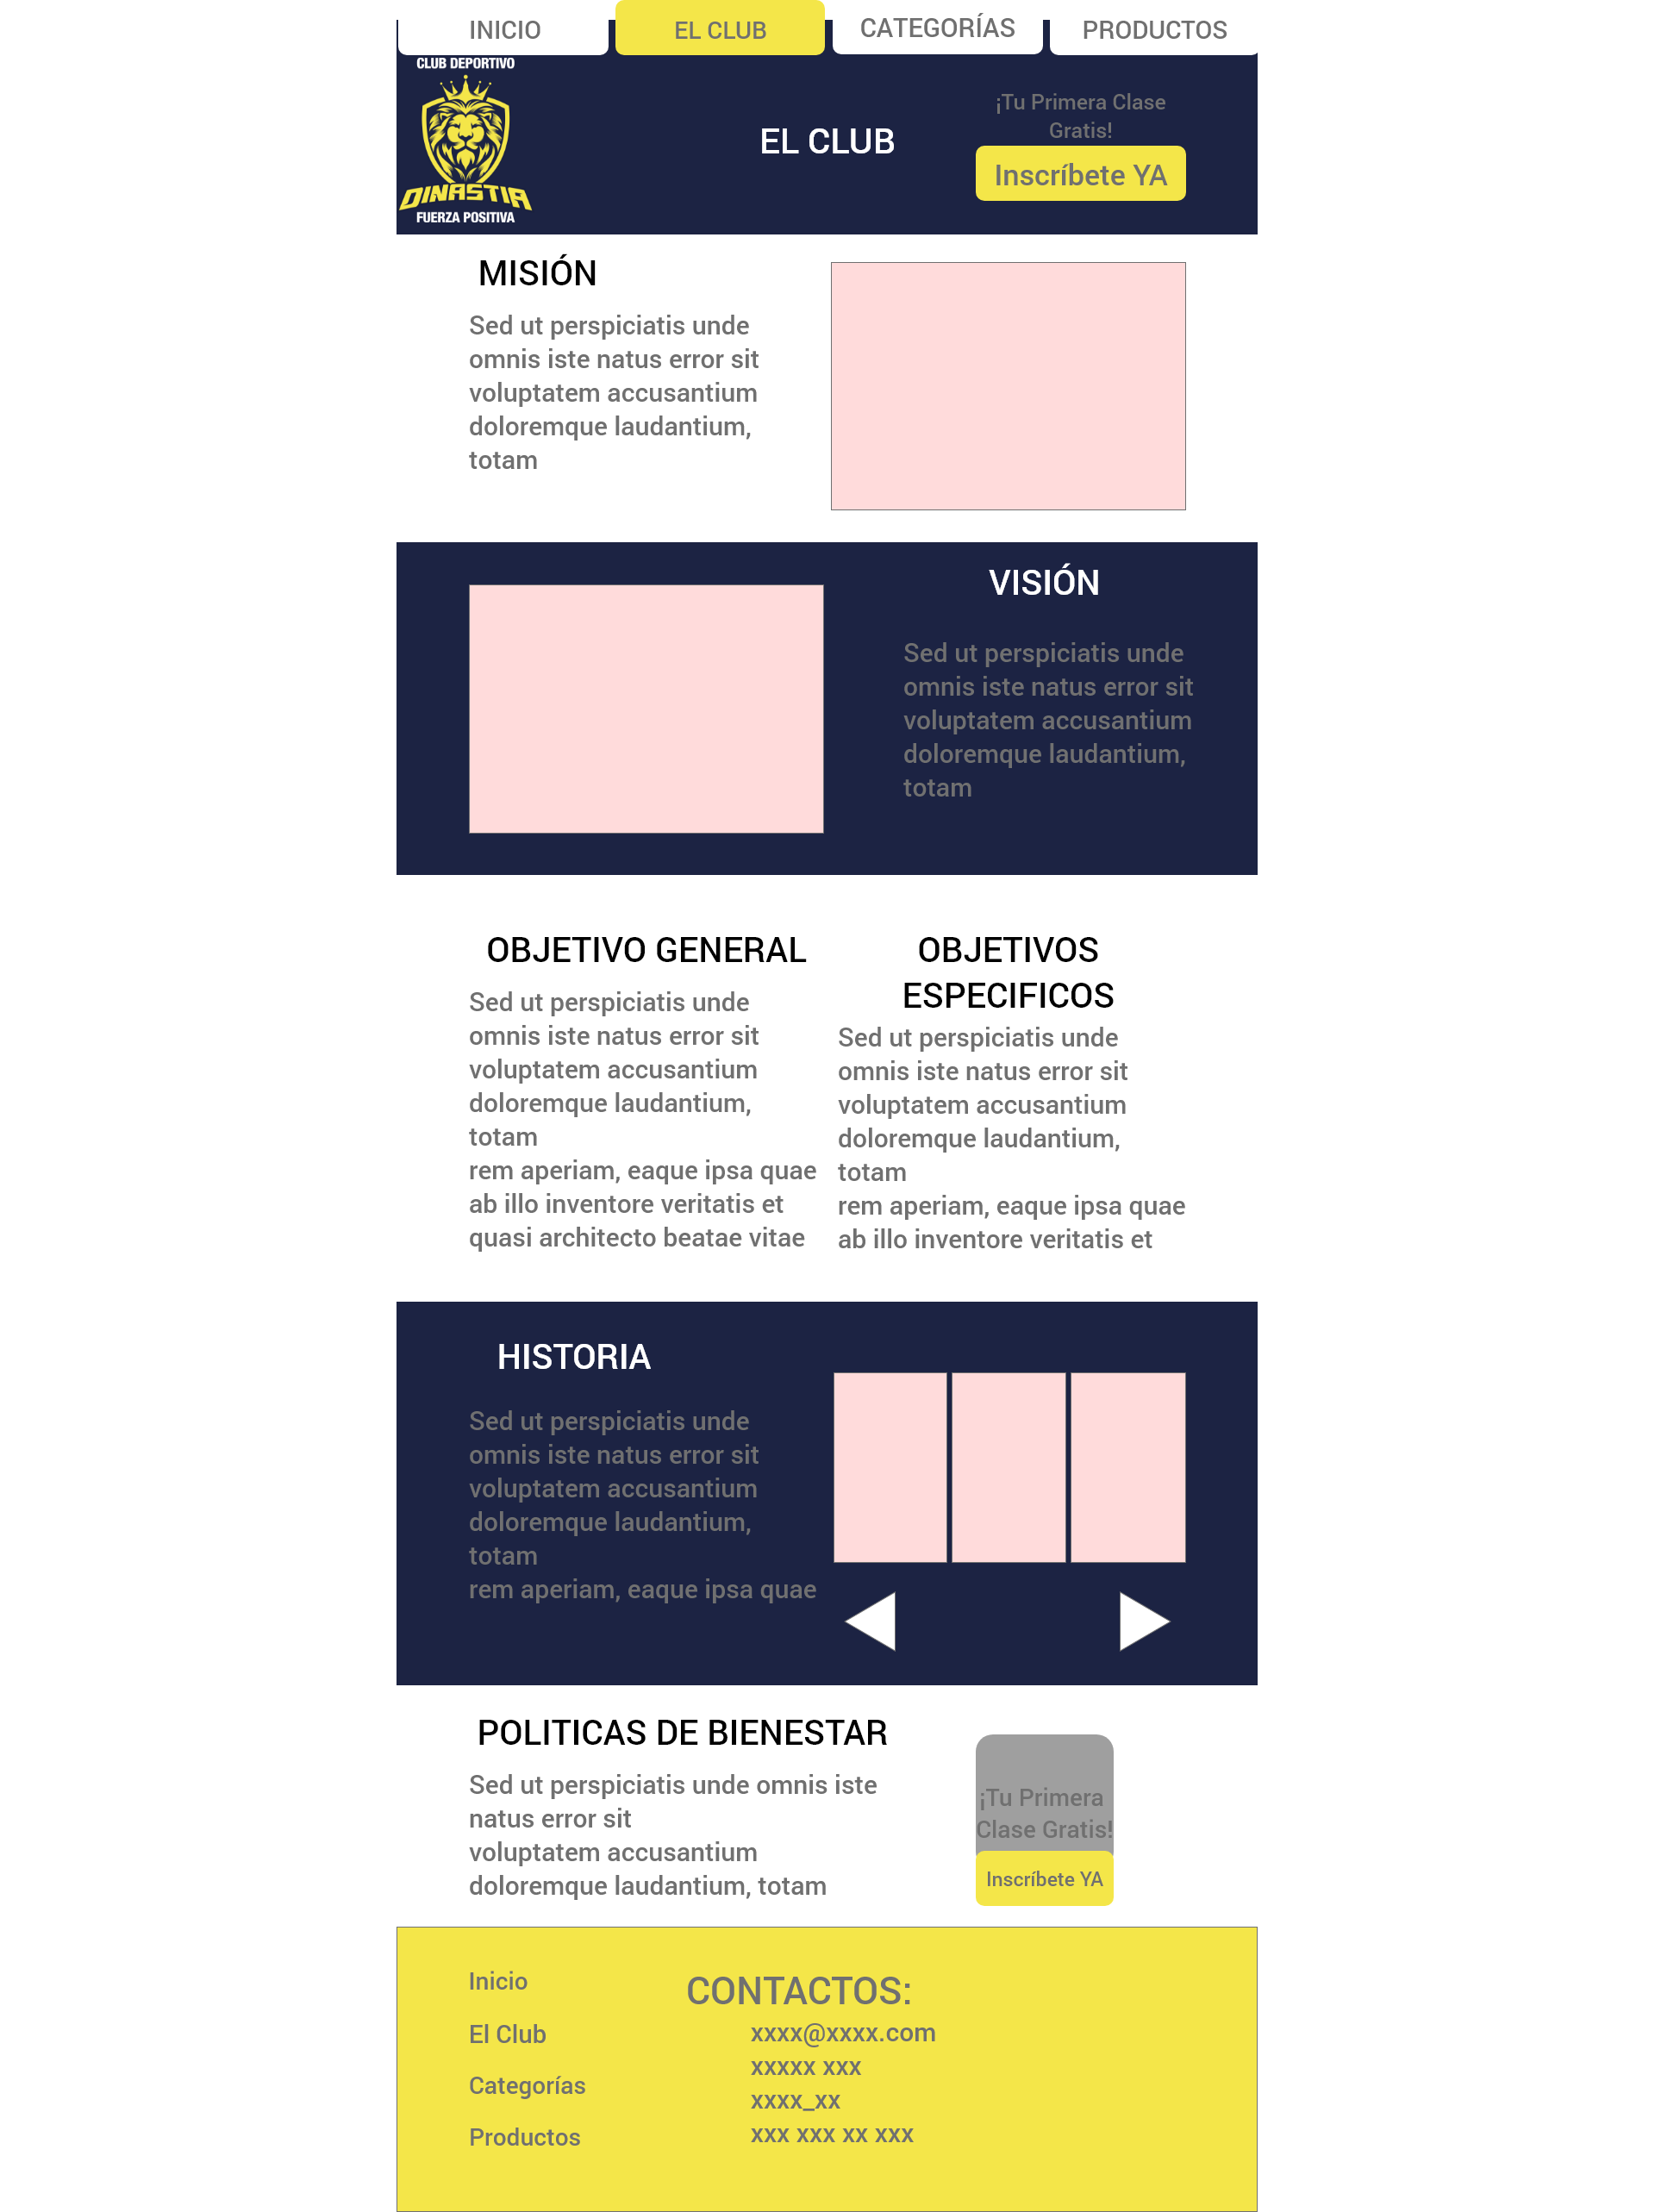 INICIO
EL CLUB
CATEGORÍAS
PRODUCTOS
CLUB DEPORTIVO
DINASTIA
FUERZA POSITIVA
EL CLUB
¡Tu Primera Clase
Gratis!
Inscríbete YA
MISIÓN
Sed ut perspiciatis unde
omnis iste natus error sit
voluptatem accusantium
doloremque laudantium,
totam
VISIÓN
Sed ut perspiciatis unde
omnis iste natus error sit
voluptatem accusantium
doloremque laudantium,
totam
OBJETIVO GENERAL
Sed ut perspiciatis unde
omnis iste natus error sit
voluptatem accusantium
doloremque laudantium,
totam
rem aperiam, eaque ipsa quae
ab illo inventore veritatis et
quasi architecto beatae vitae
OBJETIVOS
ESPECIFICOS
Sed ut perspiciatis unde
omnis iste natus error sit
voluptatem accusantium
doloremque laudantium,
totam
rem aperiam, eaque ipsa quae
ab illo inventore veritatis et
HISTORIA
Sed ut perspiciatis unde
omnis iste natus error sit
voluptatem accusantium
doloremque laudantium,
totam
rem aperiam, eaque ipsa quae
POLITICAS DE BIENESTAR
Sed ut perspiciatis unde omnis iste
natus error sit
voluptatem accusantium
doloremque laudantium, totam
¡Tu Primera
Clase Gratis!
Inscríbete YA
Inicio
El Club
Categorías
Productos
CONTACTOS:
xxxx@xxxx.com
xxxxx xxx
xxxx_xx
xxx xxx xx xxx